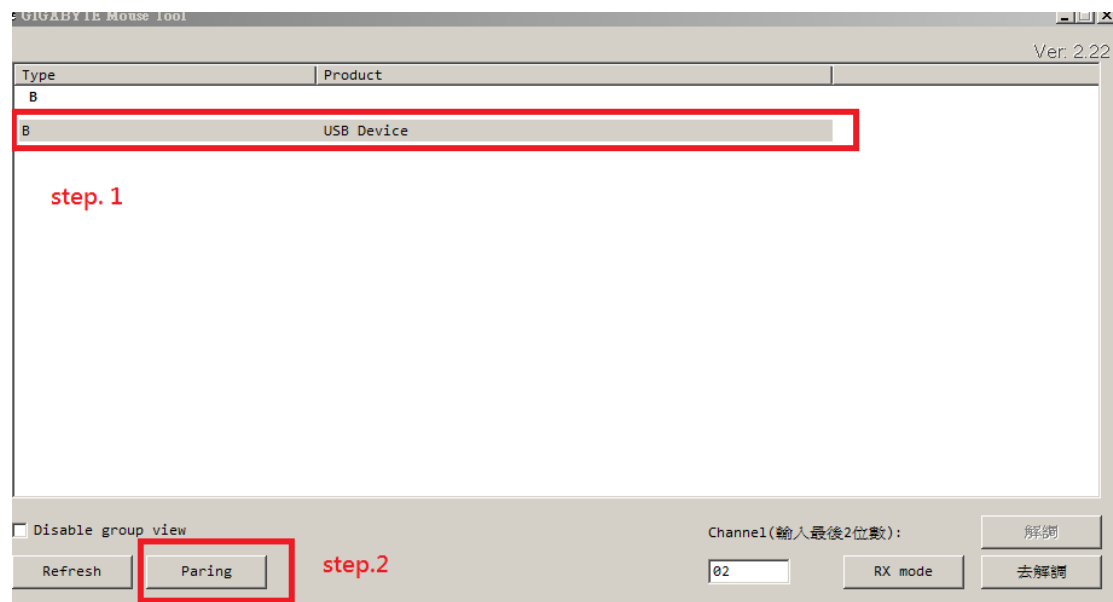 GIGABYTE Mouse Tool
Ver: 2.22
Type Product
B
B USB Device
step. 1
Disable group view
Channel(輸入最後2位數):
解調
Refresh Paring step.2 02 RX mode 去解調